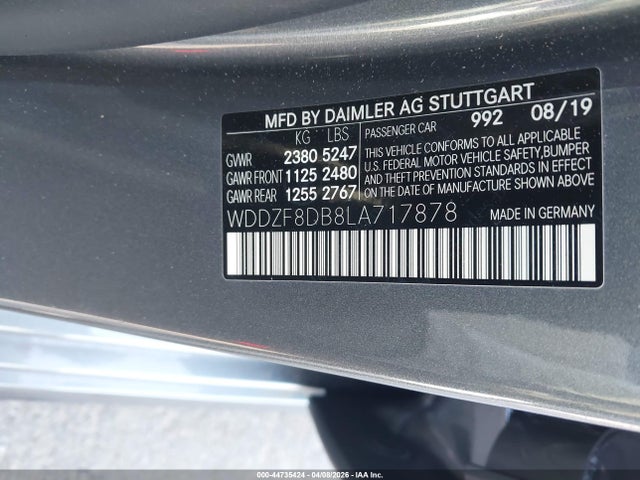 MFD BY DAIMLER AG STUTTGART
KG LBS PASSENGER CAR 992 08/19
GVWR 2380 5247 THIS VEHICLE CONFORMS TO ALL APPLICABLE
GAWR FRONT 1125 2480 U.S. FEDERAL MOTOR VEHICLE SAFETY, BUMPER
GAWR REAR 1255 2767 AND THEFT PREVENTION STANDARDS IN
EFFECT ON THE DATE OF MANUFACTURE SHOWN ABOVE.
WDDZF8DB8LA717878 MADE IN GERMANY
000-44735424 - 04/08/2026 - IAA Inc.